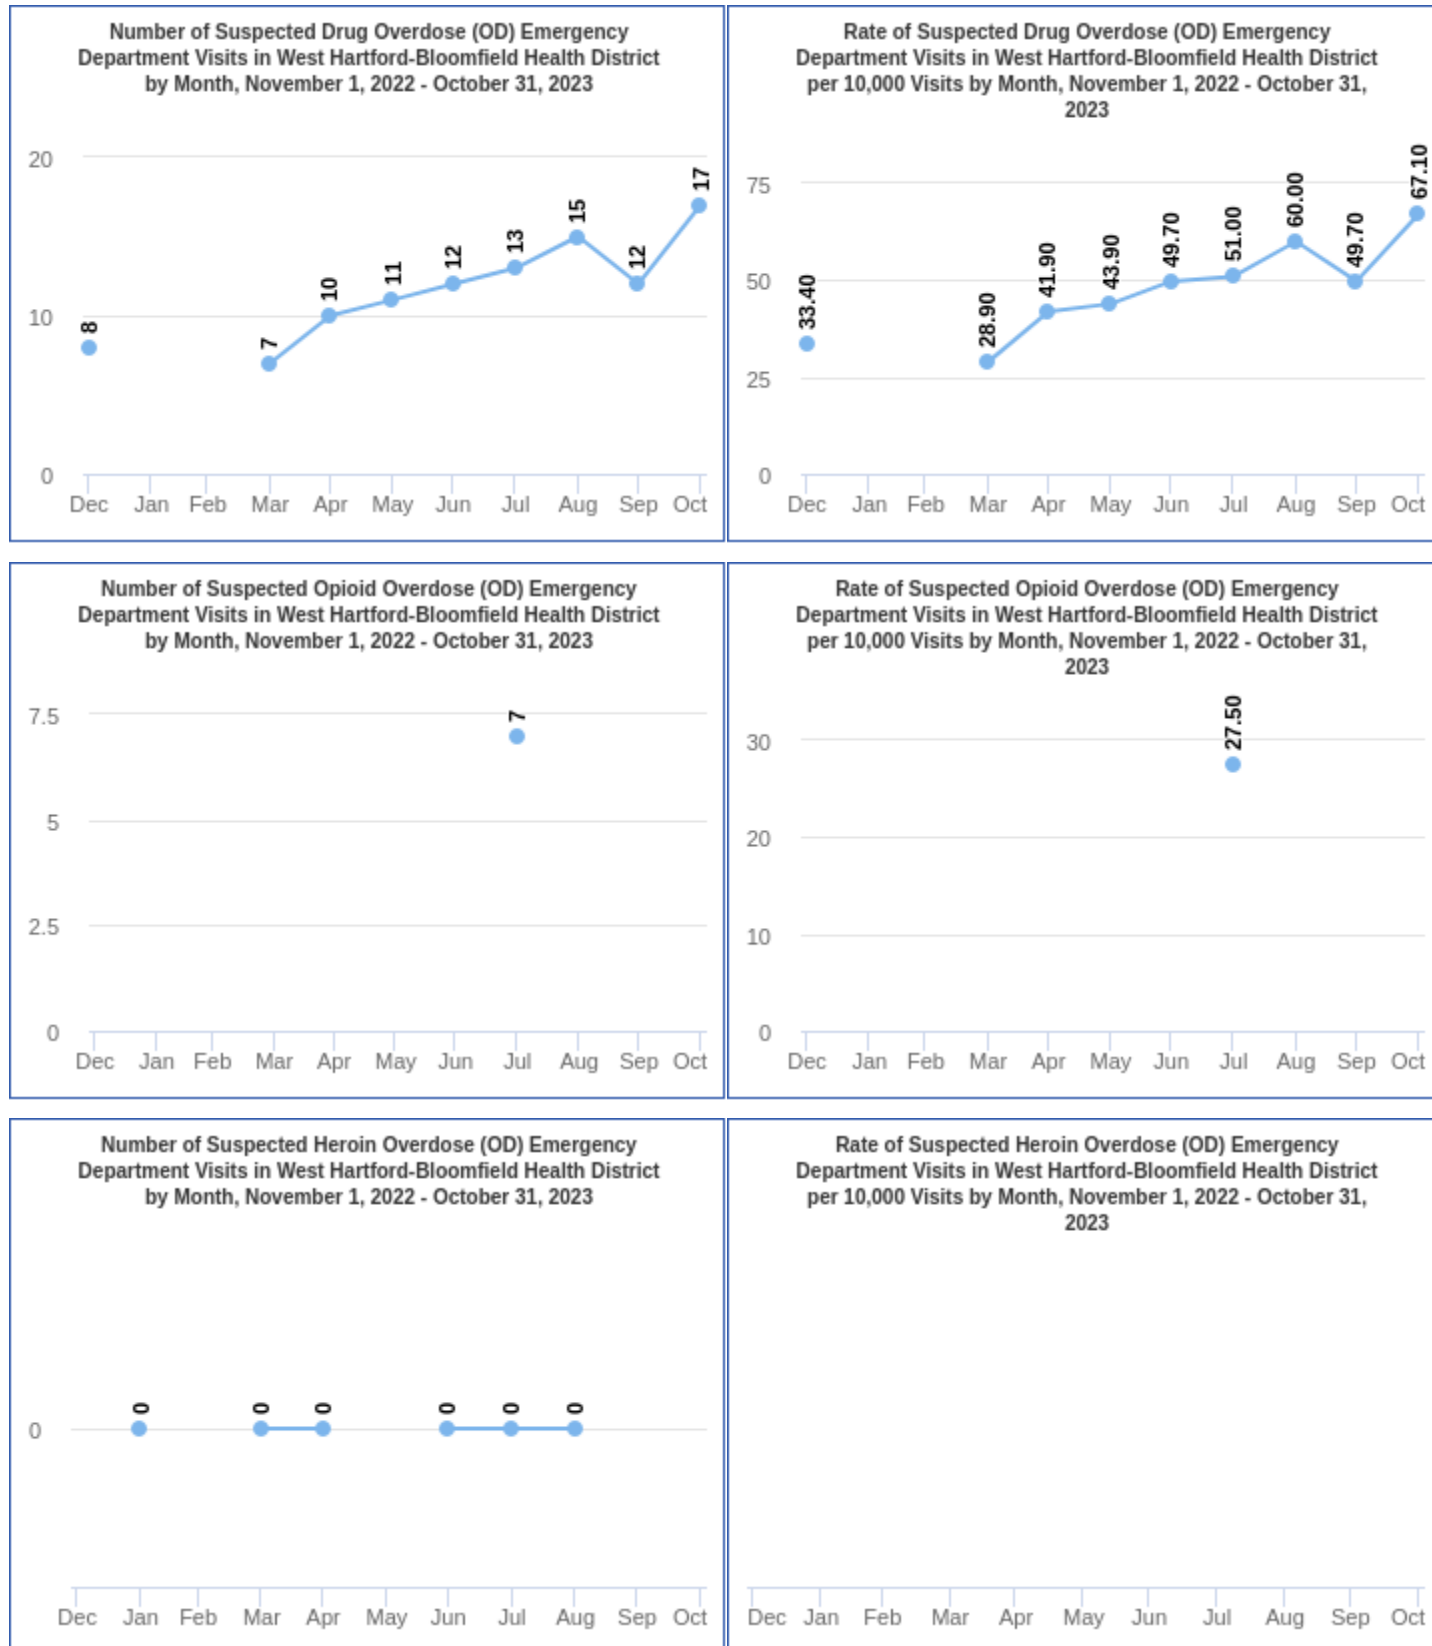 Number of Suspected Drug Overdose (OD) Emergency
Department Visits in West Hartford-Bloomfield Health District
by Month, November 1, 2022 - October 31, 2023
20
10
0
8
7
10
11
12
13
15
12
17
Dec Jan Feb Mar Apr May Jun Jul Aug Sep Oct
Rate of Suspected Drug Overdose (OD) Emergency
Department Visits in West Hartford-Bloomfield Health District
per 10,000 Visits by Month, November 1, 2022 - October 31,
2023
75
50
25
0
33.40
28.90
41.90
43.90
49.70
51.00
60.00
49.70
67.10
Dec Jan Feb Mar Apr May Jun Jul Aug Sep Oct
Number of Suspected Opioid Overdose (OD) Emergency
Department Visits in West Hartford-Bloomfield Health District
by Month, November 1, 2022 - October 31, 2023
7.5
5
2.5
0
7
Dec Jan Feb Mar Apr May Jun Jul Aug Sep Oct
Rate of Suspected Opioid Overdose (OD) Emergency
Department Visits in West Hartford-Bloomfield Health District
per 10,000 Visits by Month, November 1, 2022 - October 31,
2023
30
20
10
0
27.50
Dec Jan Feb Mar Apr May Jun Jul Aug Sep Oct
Number of Suspected Heroin Overdose (OD) Emergency
Department Visits in West Hartford-Bloomfield Health District
by Month, November 1, 2022 - October 31, 2023
0
0
0
0
0
0
0
Dec Jan Feb Mar Apr May Jun Jul Aug Sep Oct
Rate of Suspected Heroin Overdose (OD) Emergency
Department Visits in West Hartford-Bloomfield Health District
per 10,000 Visits by Month, November 1, 2022 - October 31,
2023
Dec Jan Feb Mar Apr May Jun Jul Aug Sep Oct